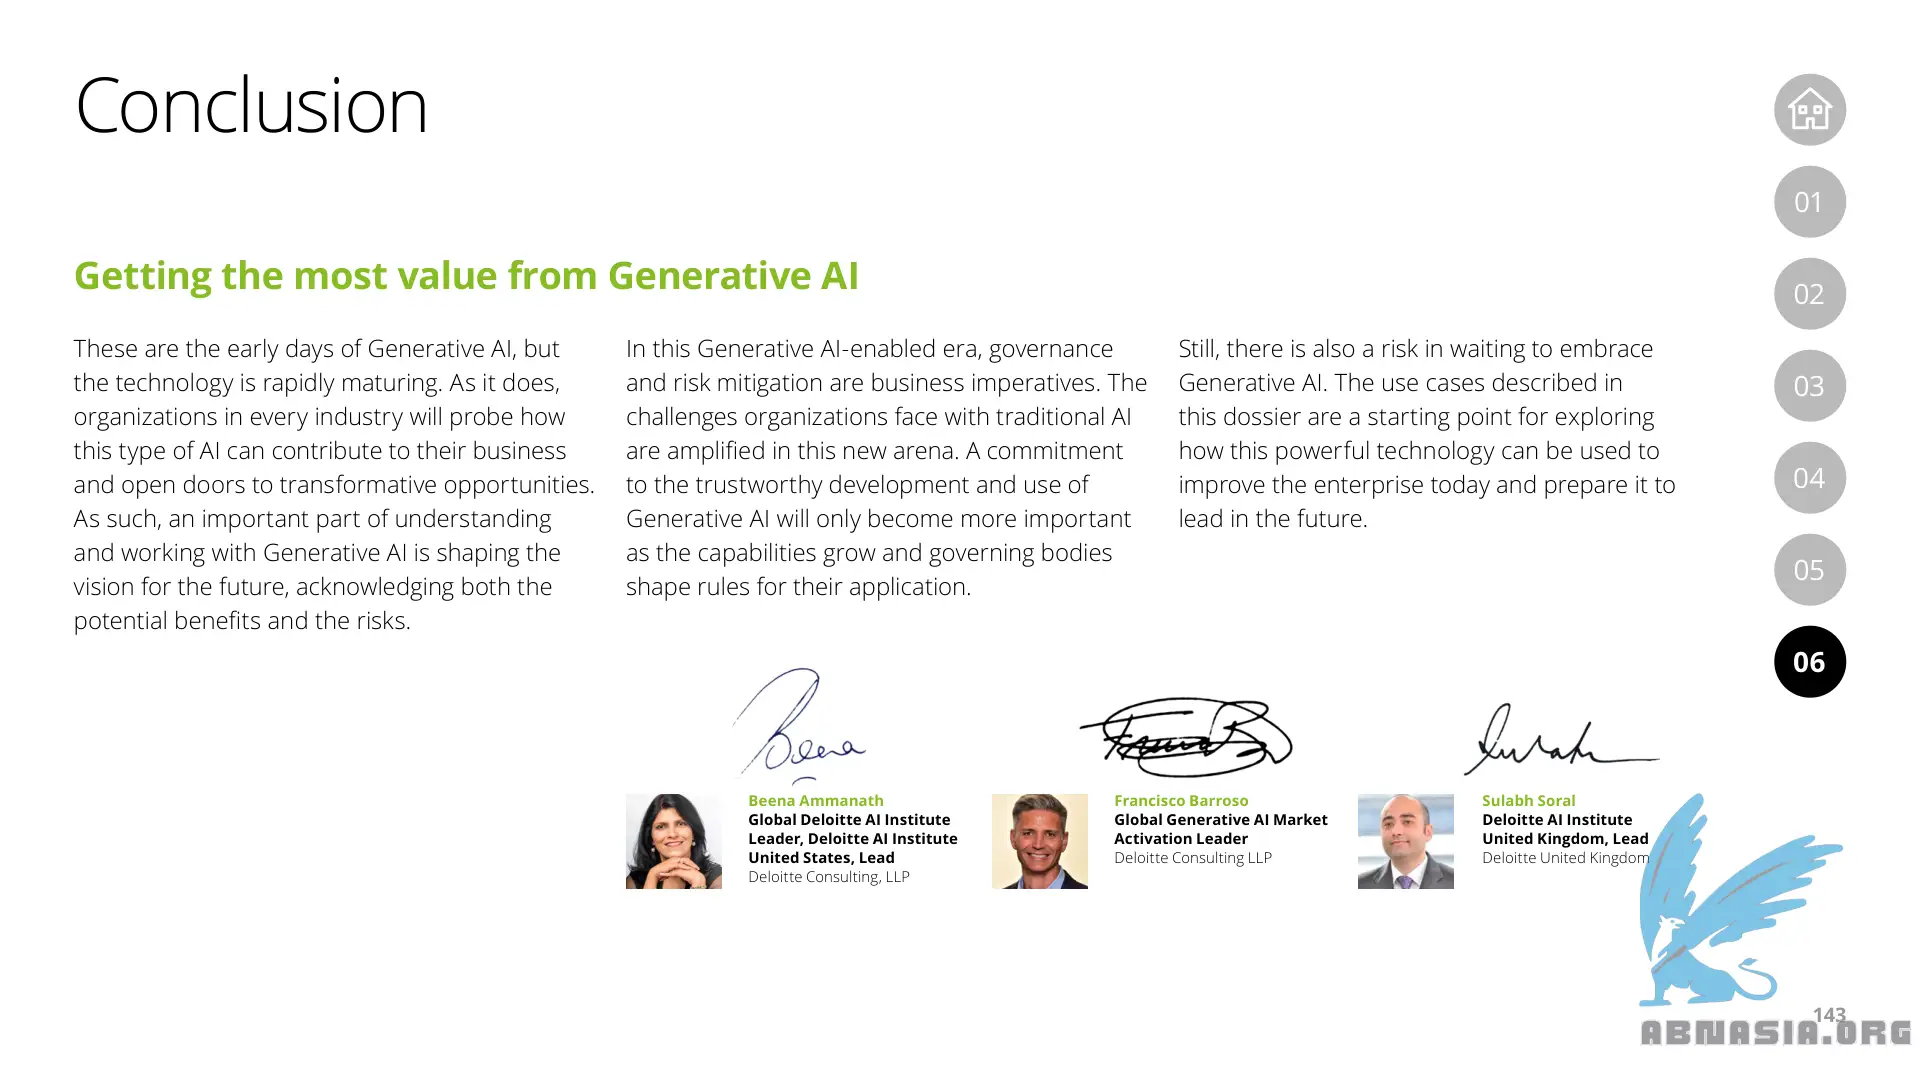 Conclusion
Getting the most value from Generative AI
These are the early days of Generative AI, but
the technology is rapidly maturing. As it does,
organizations in every industry will probe how
this type of AI can contribute to their business
and open doors to transformative opportunities.
As such, an important part of understanding
and working with Generative AI is shaping the
vision for the future, acknowledging both the
potential benefits and the risks.
In this Generative AI-enabled era, governance
and risk mitigation are business imperatives. The
challenges organizations face with traditional AI
are amplified in this new arena. A commitment
to the trustworthy development and use of
Generative AI will only become more important
as the capabilities grow and governing bodies
shape rules for their application.
Still, there is also a risk in waiting to embrace
Generative AI. The use cases described in
this dossier are a starting point for exploring
how this powerful technology can be used to
improve the enterprise today and prepare it to
lead in the future.
Beena
Beena Ammanath
Global Deloitte AI Institute
Leader, Deloitte AI Institute
United States, Lead
Deloitte Consulting, LLP
Francisco Barroso
Global Generative AI Market
Activation Leader
Deloitte Consulting LLP
Sulabh Soral
Deloitte AI Institute
United Kingdom, Lead
Deloitte United Kingdom
01
02
03
04
05
06
143
ABNASIA.ORG